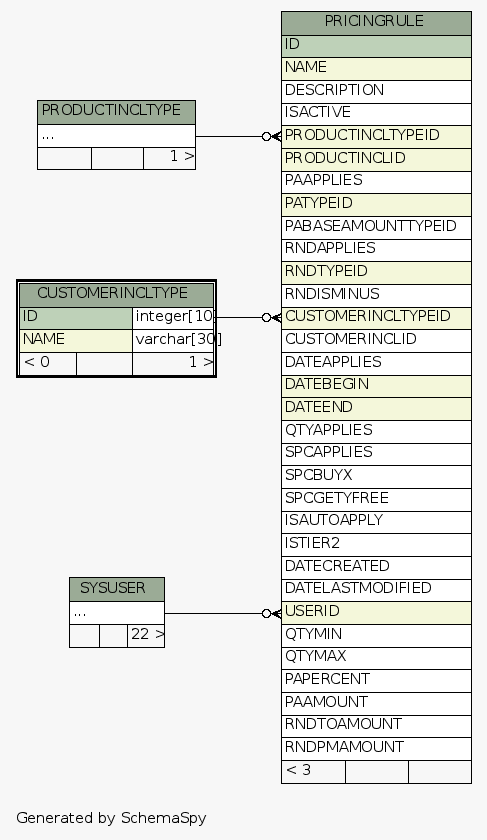 PRICINGRULE
ID
NAME
DESCRIPTION
ISACTIVE
PRODUCTINCLTYPEID
PRODUCTINCLID
PAAPPLIES
PATYPEID
PABASEAMOUNTTYPEID
RNDAPPLIES
RNDTYPEID
RNDISMINUS
CUSTOMERINCLTYPEID
CUSTOMERINCLID
DATEAPPLIES
DATEBEGIN
DATEEND
QTYAPPLIES
SPCAPPLIES
SPCBUYX
SPCGETYFREE
ISAUTOAPPLY
ISTIER2
DATECREATED
DATELASTMODIFIED
USERID
QTYMIN
QTYMAX
PAPERCENT
PAAMOUNT
RNDTOAMOUNT
RNDPMAMOUNT
< 3
PRODUCTINCLTYPE
...
1 >
CUSTOMERINCLTYPE
ID integer[10]
NAME varchar[30]
< 0 1 >
SYSUSER
...
22 >
Generated by SchemaSpy